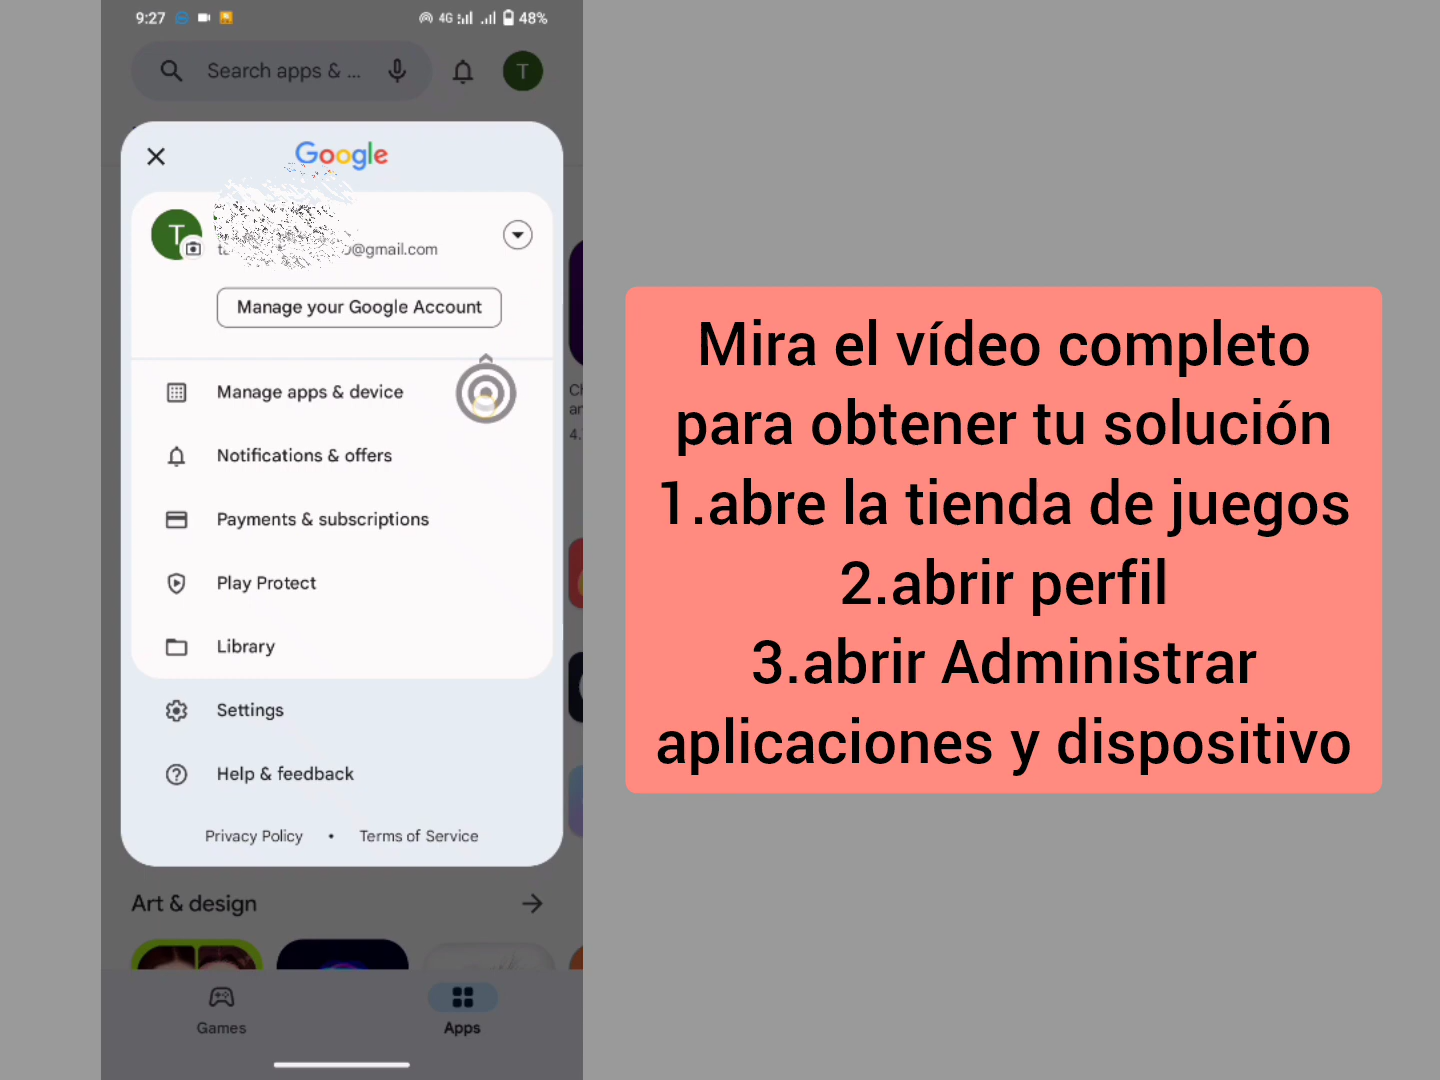 9:27
4G
48%
Search apps & ...
T
Google
T
@gmail.com
Manage your Google Account
Manage apps & device
Notifications & offers
Payments & subscriptions
Play Protect
Library
Settings
Help & feedback
Privacy Policy • Terms of Service
4.
Art & design
Games
Apps
Mira el vídeo completo
para obtener tu solución
1.abre la tienda de juegos
2.abrir perfil
3.abrir Administrar
aplicaciones y dispositivo